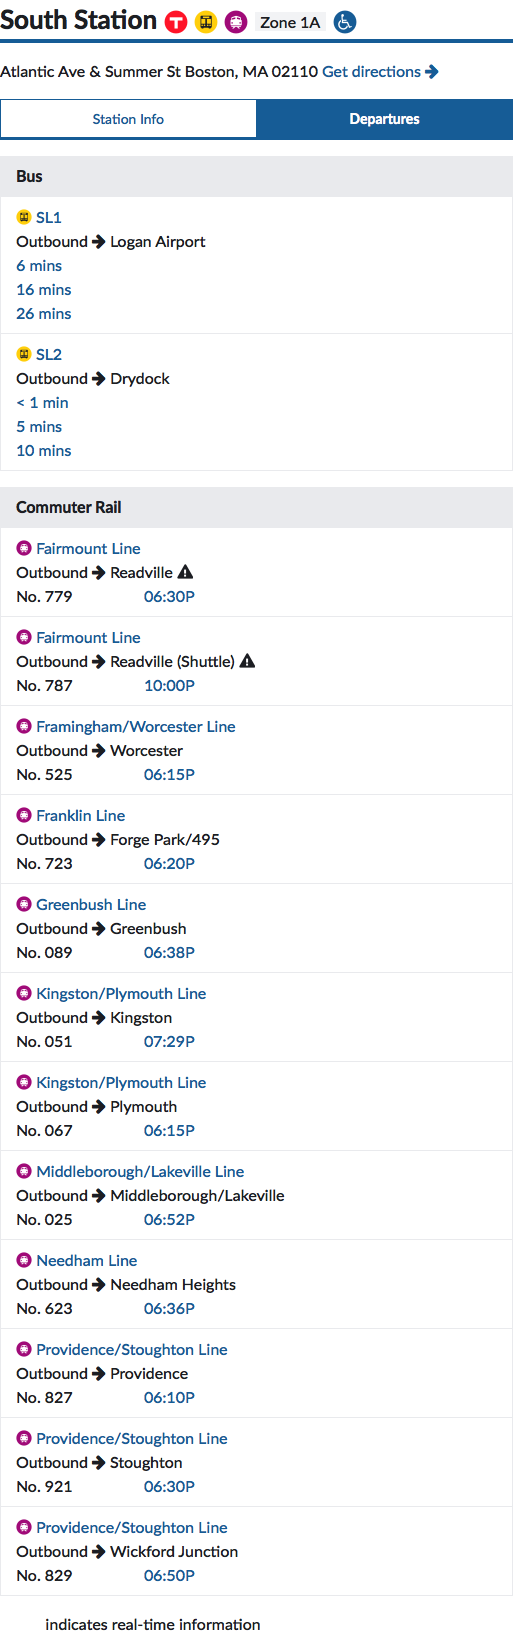 South Station T Zone 1A
Atlantic Ave & Summer St Boston, MA 02110 Get directions
Station Info Departures
Bus
SL1
Outbound Logan Airport
6 mins
16 mins
26 mins
SL2
Outbound Drydock
< 1 min
5 mins
10 mins
Commuter Rail
Fairmount Line
Outbound Readville
No. 779 06:30P
Fairmount Line
Outbound Readville (Shuttle)
No. 787 10:00P
Framingham/Worcester Line
Outbound Worcester
No. 525 06:15P
Franklin Line
Outbound Forge Park/495
No. 723 06:20P
Greenbush Line
Outbound Greenbush
No. 089 06:38P
Kingston/Plymouth Line
Outbound Kingston
No. 051 07:29P
Kingston/Plymouth Line
Outbound Plymouth
No. 067 06:15P
Middleborough/Lakeville Line
Outbound Middleborough/Lakeville
No. 025 06:52P
Needham Line
Outbound Needham Heights
No. 623 06:36P
Providence/Stoughton Line
Outbound Providence
No. 827 06:10P
Providence/Stoughton Line
Outbound Stoughton
No. 921 06:30P
Providence/Stoughton Line
Outbound Wickford Junction
No. 829 06:50P
indicates real-time information